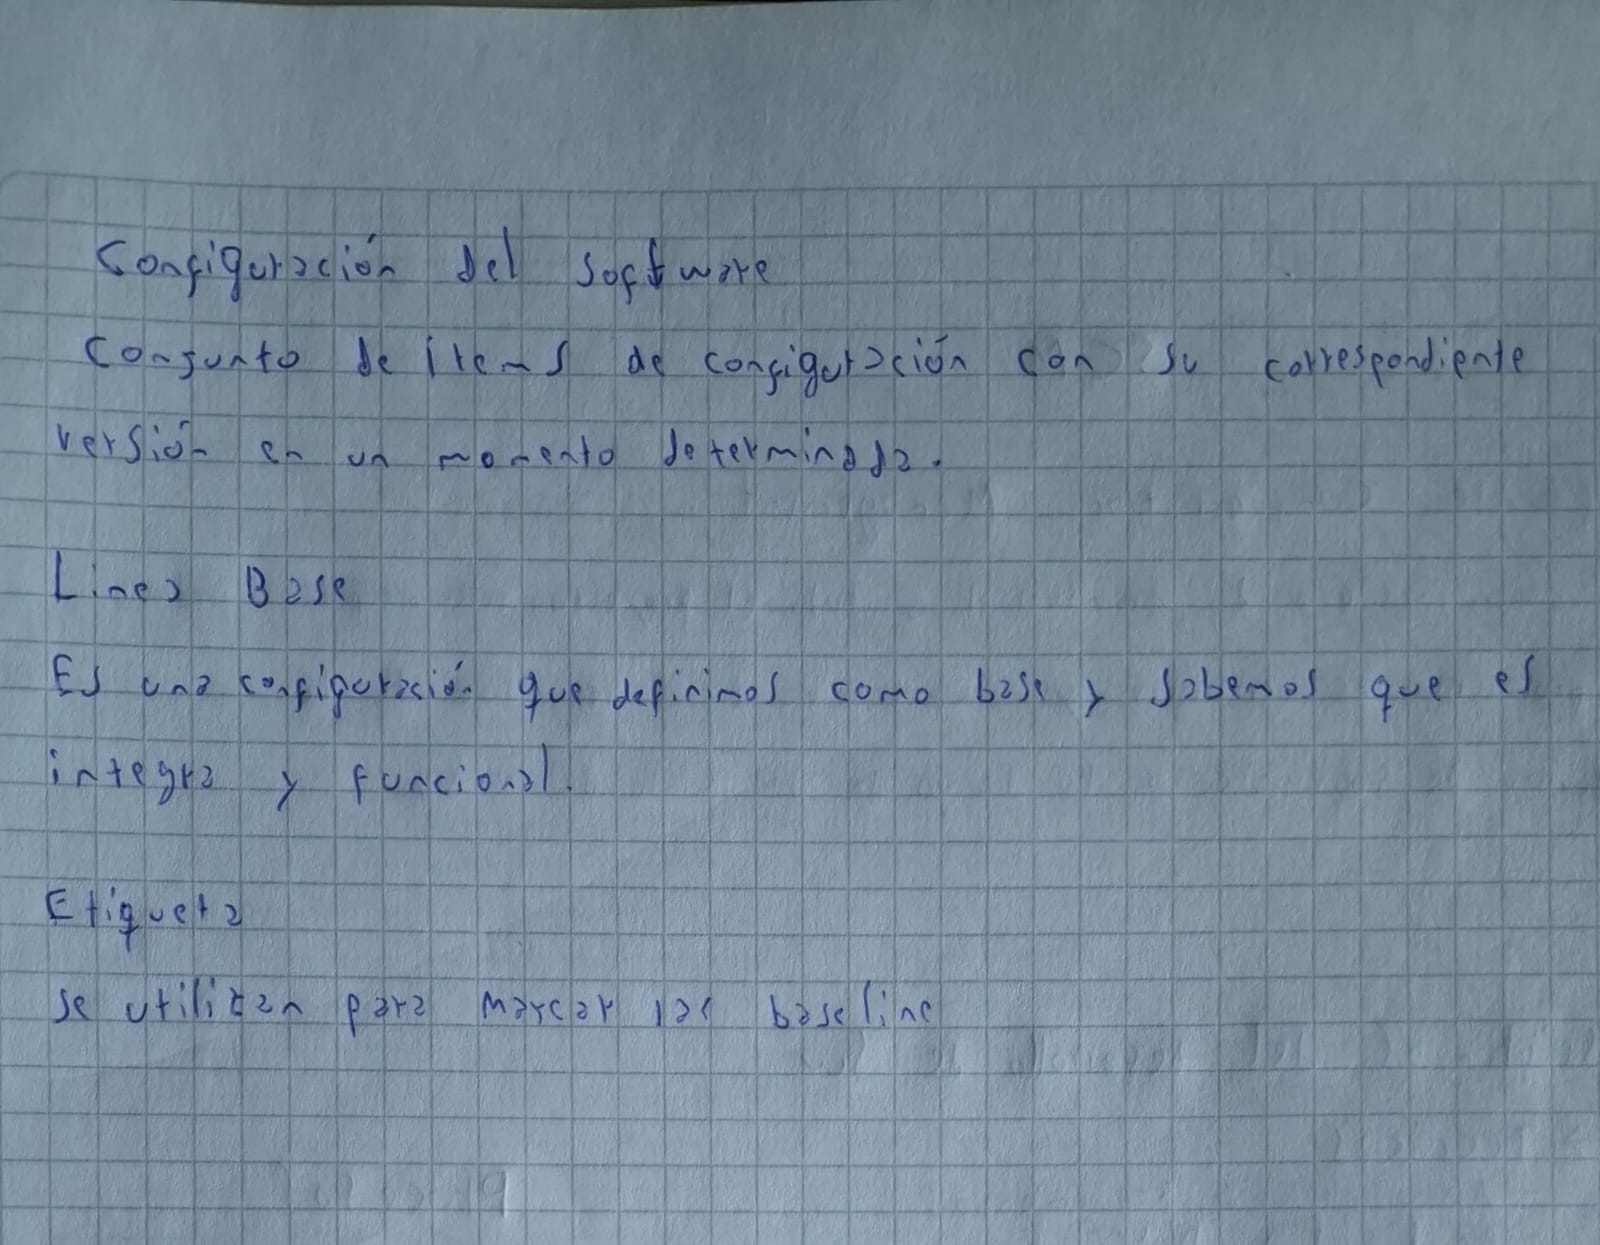 Configuración del software
Conjunto de ítems de configuración con su correspondiente
versión en un momento determinada.
Linea Base
Es una configuración que definimos como base y sabemos que es
integra y funcional.
Etiqueta
se utilizan para marcar las baseline